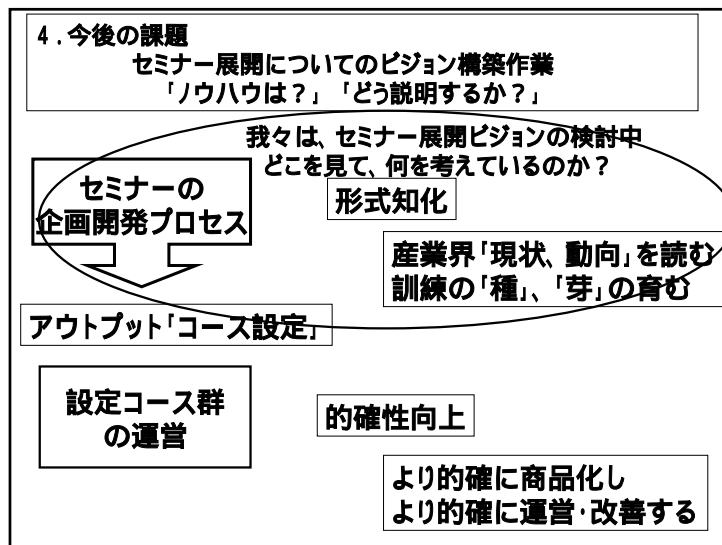 ４．今後の課題
セミナー展開についてのビジョン構築作業
「ノウハウは？」「どう説明するか？」
我々は、セミナー展開ビジョンの検討中
どこを見て、何を考えているのか？
セミナーの
企画開発プロセス
形式知化
産業界「現状、動向」を読む
訓練の「種」、「芽」の育む
アウトプット「コース設定」
設定コース群
の運営
的確性向上
より的確に商品化し
より的確に運営・改善する